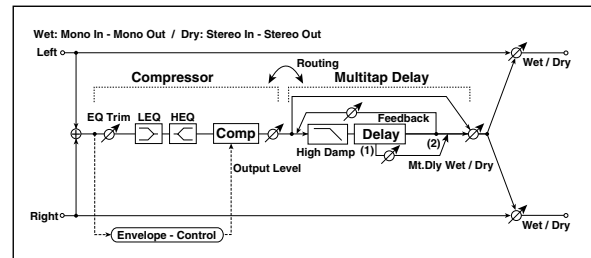 Wet: Mono In - Mono Out / Dry: Stereo In - Stereo Out
Left
Wet / Dry
Routing
Compressor
Multitap Delay
EQ Trim
LEQ
HEQ
Feedback
Comp
Delay
High Damp
(1)
(2)
Mt.Dly Wet / Dry
Output Level
Right
Wet / Dry
Envelope - Control